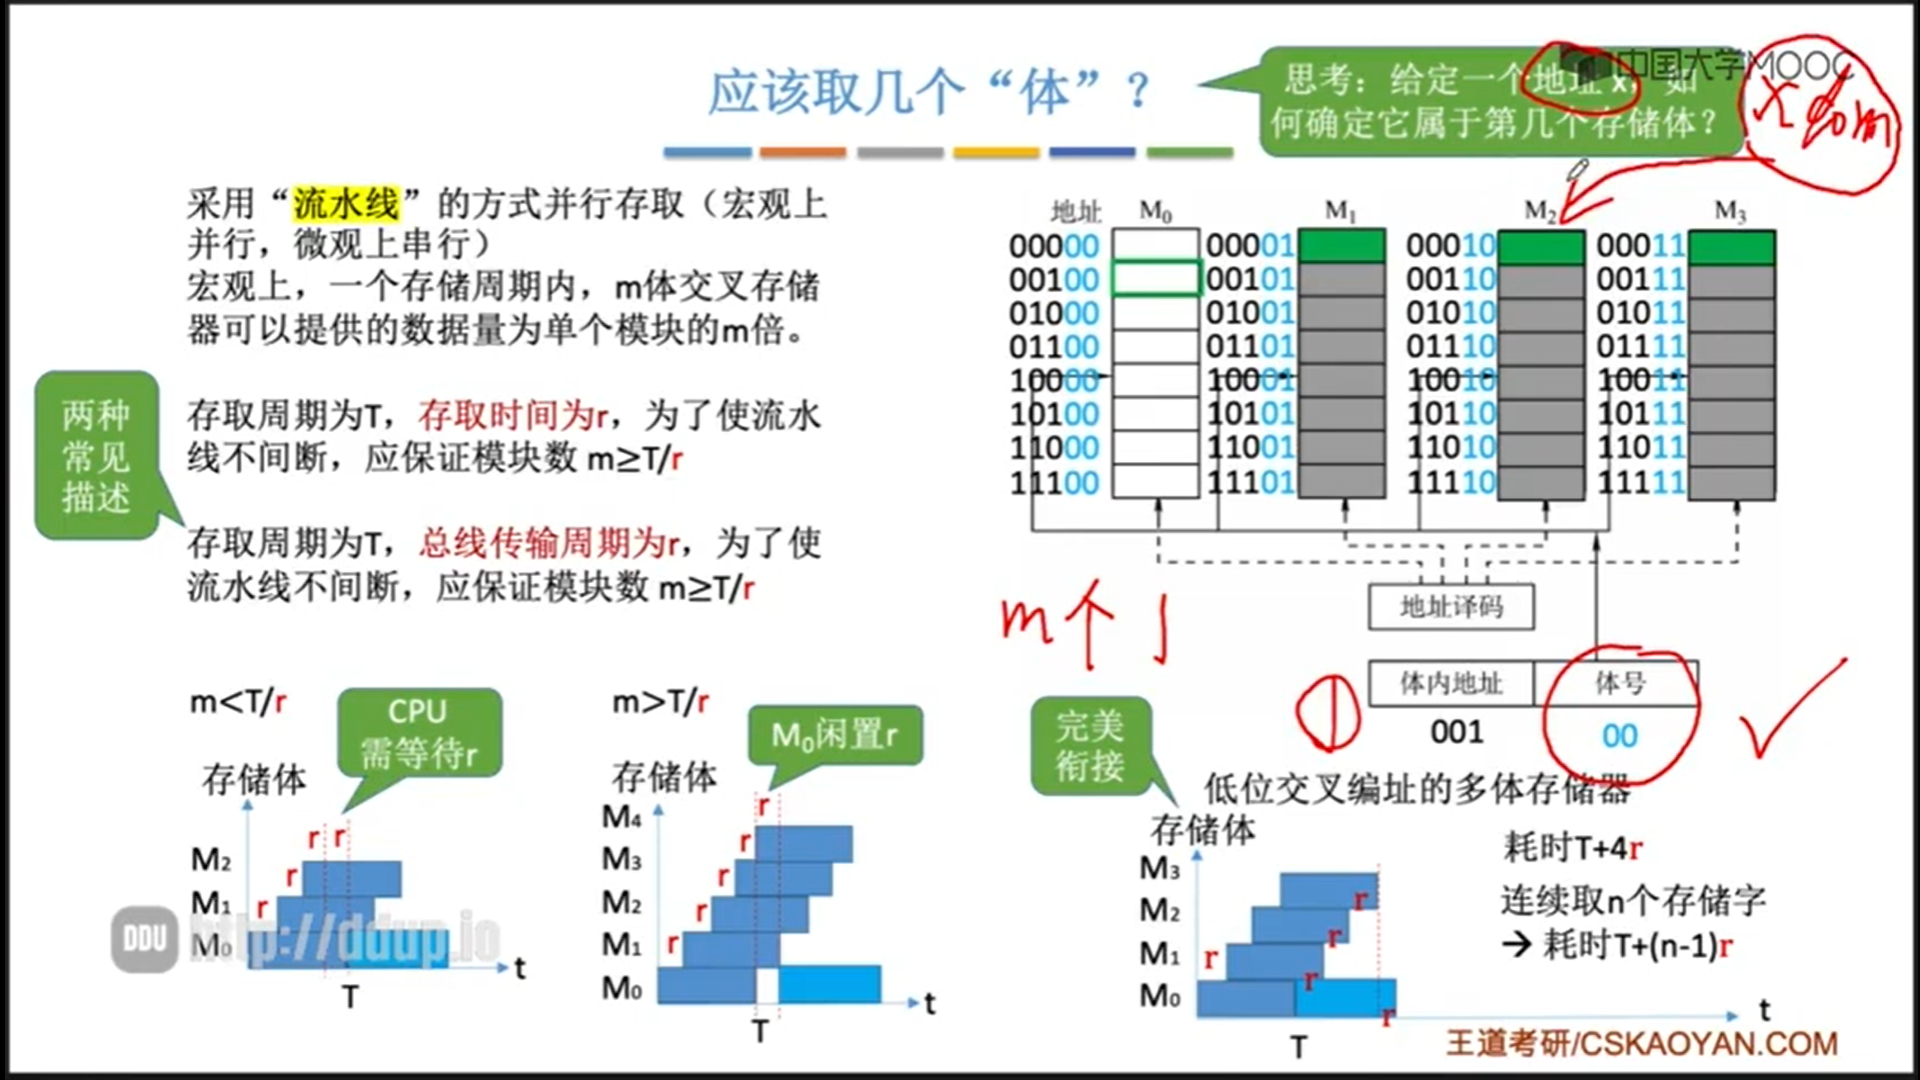 应该取几个“体”？
思考：给定一个地址 x，如
何确定它属于第几个存储体？
中国大学MOOC
x % m
采用“流水线”的方式并行存取（宏观上
并行，微观上串行）
宏观上，一个存储周期内，m体交叉存储
器可以提供的数据量为单个模块的m倍。
两种
常见
描述
存取周期为T，存取时间为r，为了使流水
线不间断，应保证模块数 m≥T/r
存取周期为T，总线传输周期为r，为了使
流水线不间断，应保证模块数 m≥T/r
地址 M₀ M₁ M₂ M₃
00000 00001 00010 00011
00100 00101 00110 00111
01000 01001 01010 01011
01100 01101 01110 01111
10000 10001 10010 10011
10100 10101 10110 10111
11000 11001 11010 11011
11100 11101 11110 11111
地址译码
m个
体内地址 体号
001 00
①
低位交叉编址的多体存储器
m<T/r
CPU
需等待r
存储体
r r
M₂ r
M₁ r
M₀
t
T
DDU http://ddup.io
m>T/r
M₀闲置r
存储体
r
M₄ r
M₃ r
M₂ r
M₁ r
M₀
t
T
完美
衔接
存储体
M₃ r
M₂ r
M₁ r r
M₀ r
t
T
耗时T+4r
连续取n个存储字
→ 耗时T+(n-1)r
王道考研/CSKAOYAN.COM